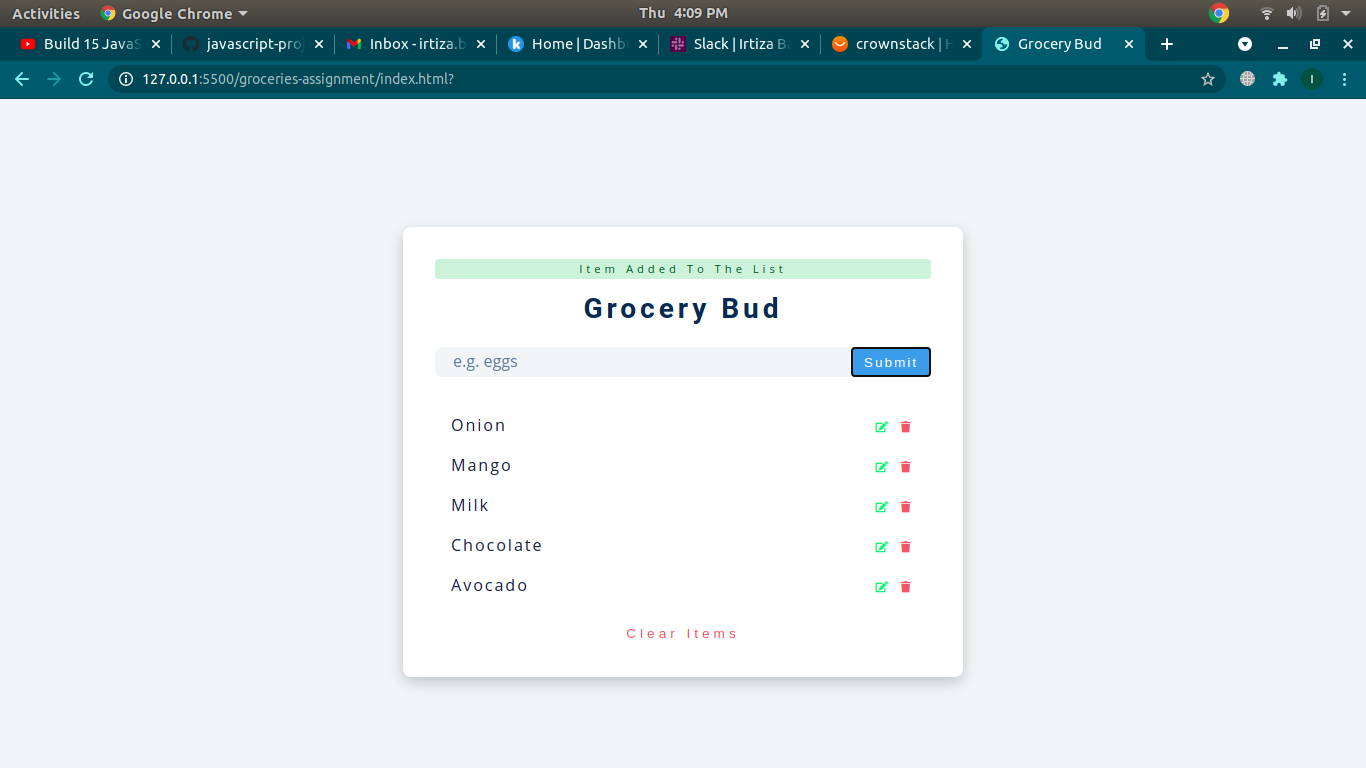 Activities Google Chrome Thu 4:09 PM
Build 15 JavaS javascript-proj Inbox - irtiza.b Home | Dashb Slack | Irtiza Ba crownstack | H Grocery Bud
127.0.0.1:5500/groceries-assignment/index.html? I
Item Added To The List
Grocery Bud
e.g. eggs Submit
Onion
Mango
Milk
Chocolate
Avocado
Clear Items